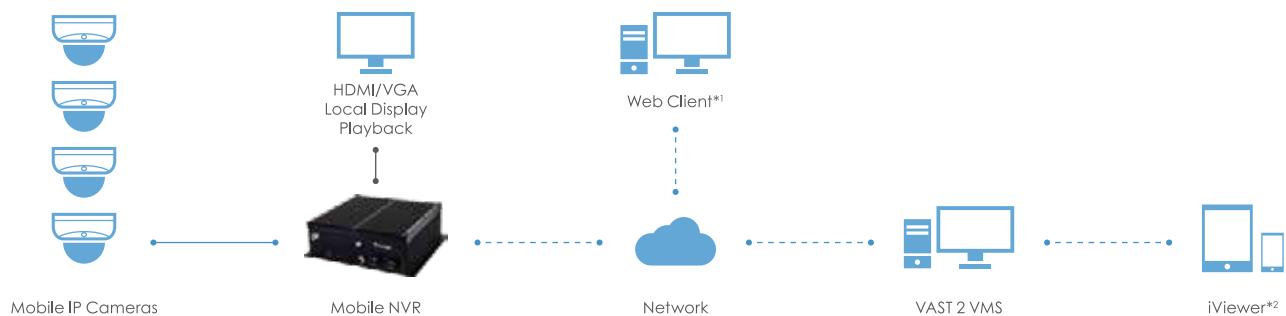 HDMI/VGA
Local Display
Playback
Web Client*1
Mobile IP Cameras
Mobile NVR
Network
VAST 2 VMS
iViewer*2